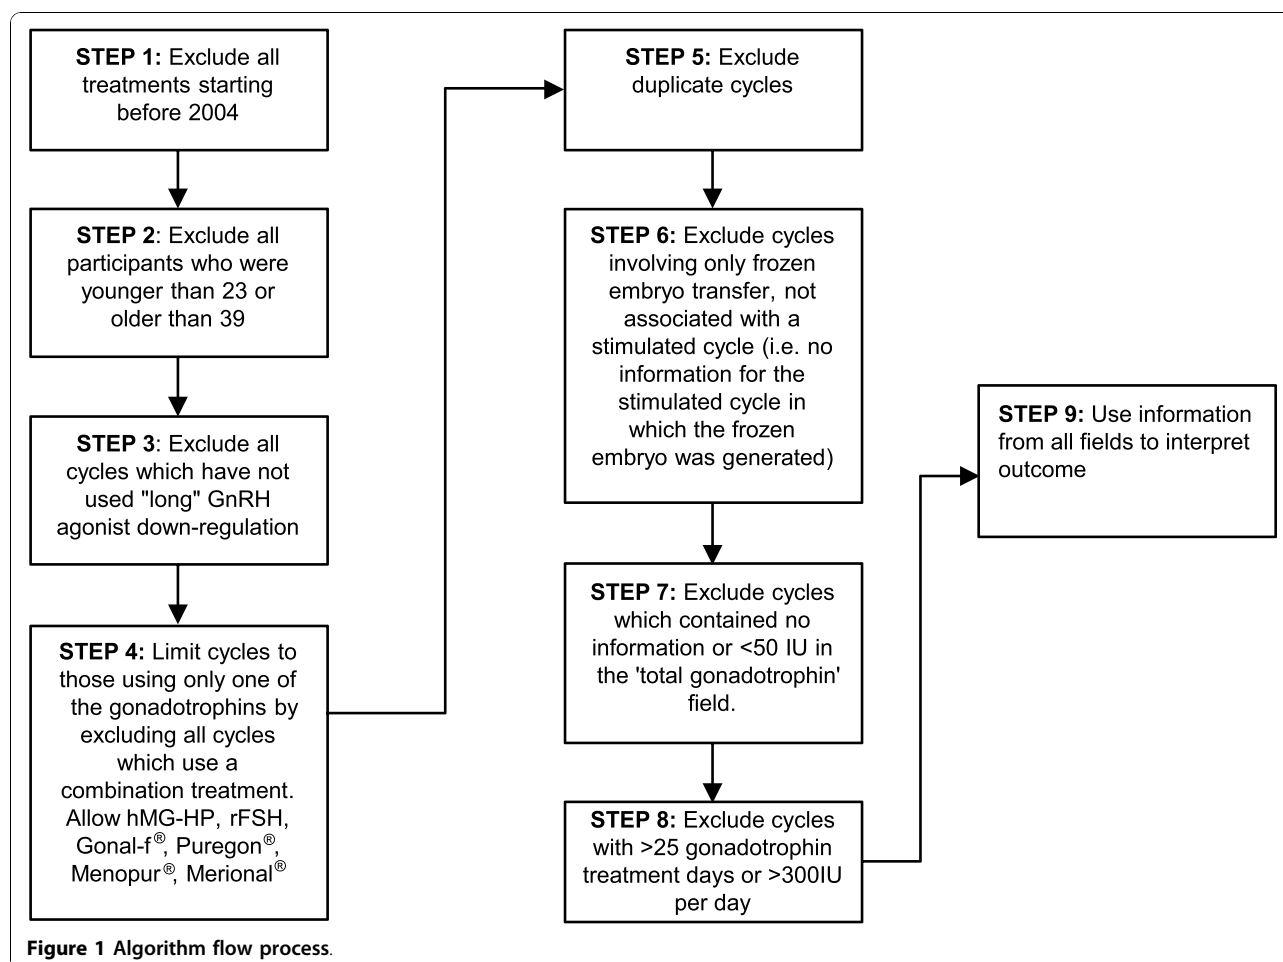 STEP 1: Exclude all
treatments starting
before 2004
STEP 2: Exclude all
participants who were
younger than 23 or
older than 39
STEP 3: Exclude all
cycles which have not
used "long" GnRH
agonist down-regulation
STEP 4: Limit cycles to
those using only one of
the gonadotrophins by
excluding all cycles
which use a
combination treatment.
Allow hMG-HP, rFSH,
Gonal-f®, Puregon®,
Menopur®, Merional®
STEP 5: Exclude
duplicate cycles
STEP 6: Exclude cycles
involving only frozen
embryo transfer, not
associated with a
stimulated cycle (i.e. no
information for the
stimulated cycle in
which the frozen
embryo was generated)
STEP 7: Exclude cycles
which contained no
information or <50 IU in
the 'total gonadotrophin'
field.
STEP 8: Exclude cycles
with >25 gonadotrophin
treatment days or >300IU
per day
STEP 9: Use information
from all fields to interpret
outcome
Figure 1 Algorithm flow process.